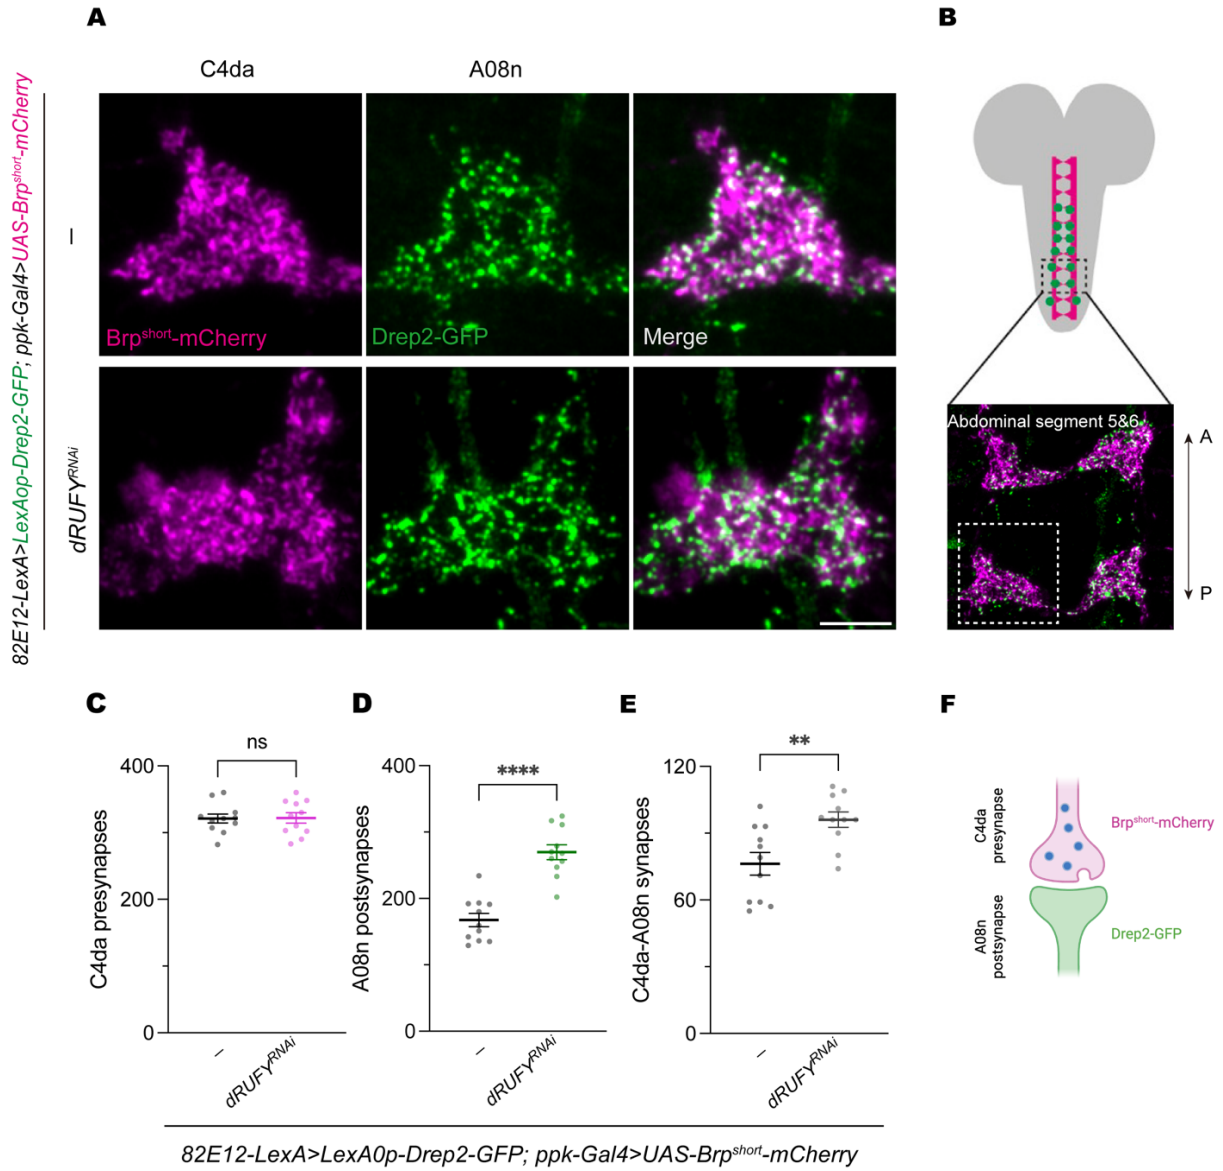 A
B
C4da
A08n
82E12-LexA>LexAop-Drep2-GFP; ppk-Gal4>UAS-Brpshort-mCherry
–
Brpshort-mCherry
Drep2-GFP
Merge
dRUFYRNAi
Abdominal segment 5&6
A
P
C
D
E
F
ns
400
200
0
C4da presynapses
–
dRUFYRNAi
****
400
200
0
A08n postsynapses
–
dRUFYRNAi
**
120
60
0
C4da-A08n synapses
–
dRUFYRNAi
C4da
presynapse
Brpshort-mCherry
A08n
postsynapse
Drep2-GFP
82E12-LexA>LexA0p-Drep2-GFP; ppk-Gal4>UAS-Brpshort-mCherry